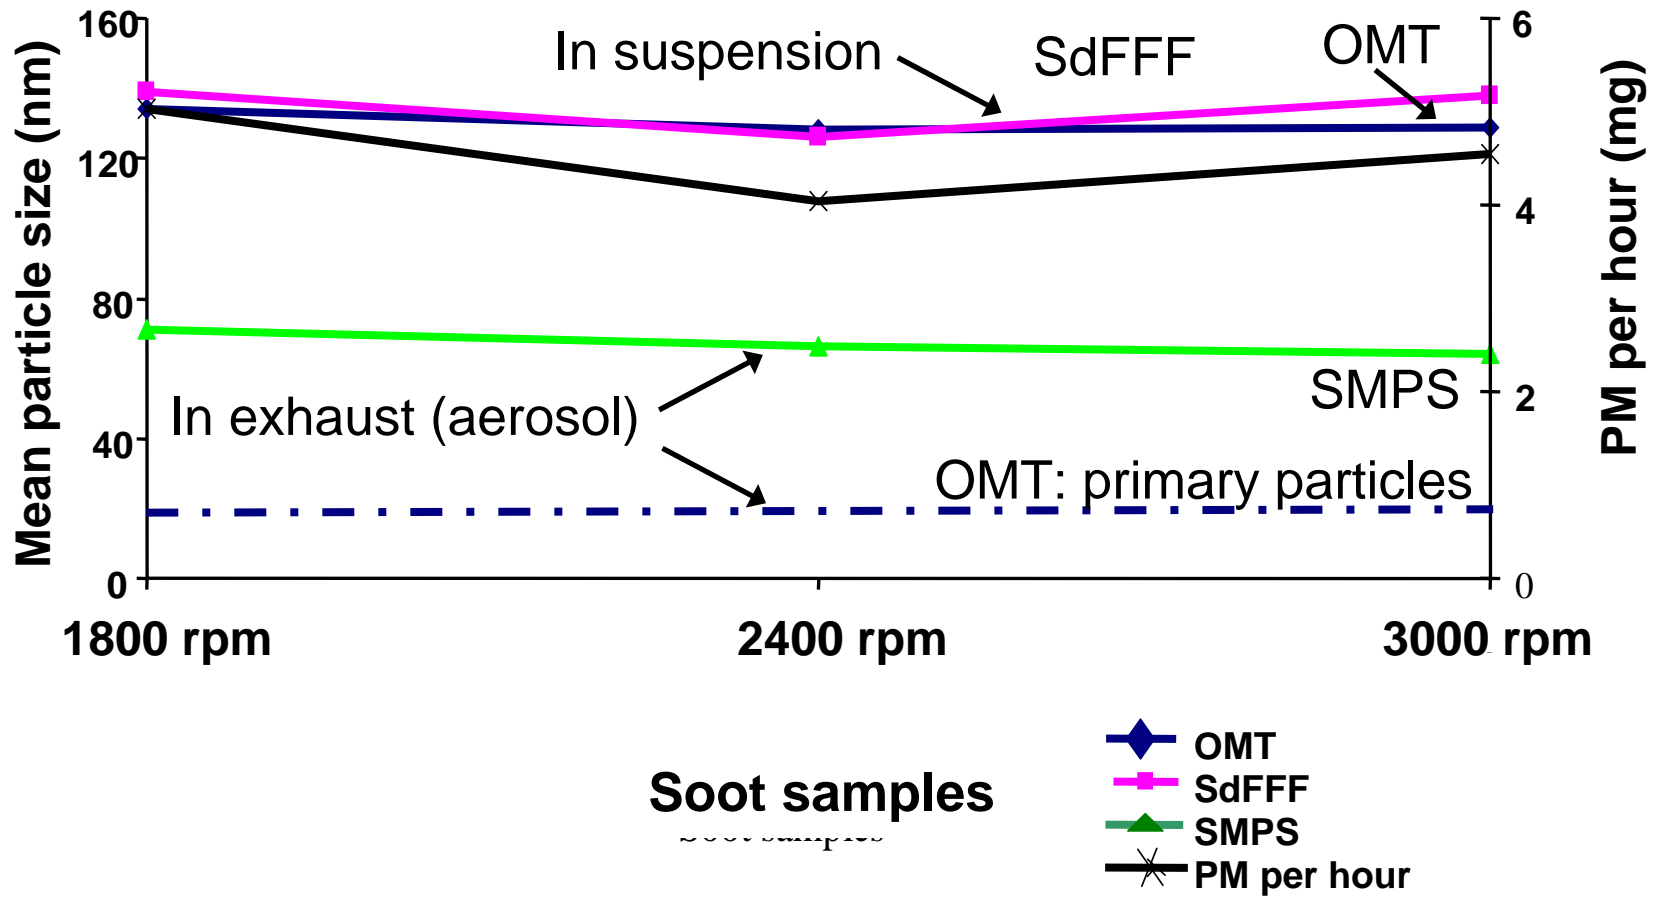 160
120
80
40
0
Mean particle size (nm)
In suspension
SdFFF
OMT
In exhaust (aerosol)
SMPS
OMT: primary particles
6
4
2
0
PM per hour (mg)
1800 rpm
2400 rpm
3000 rpm
Soot samples
Soot samples
OMT
SdFFF
SMPS
PM per hour